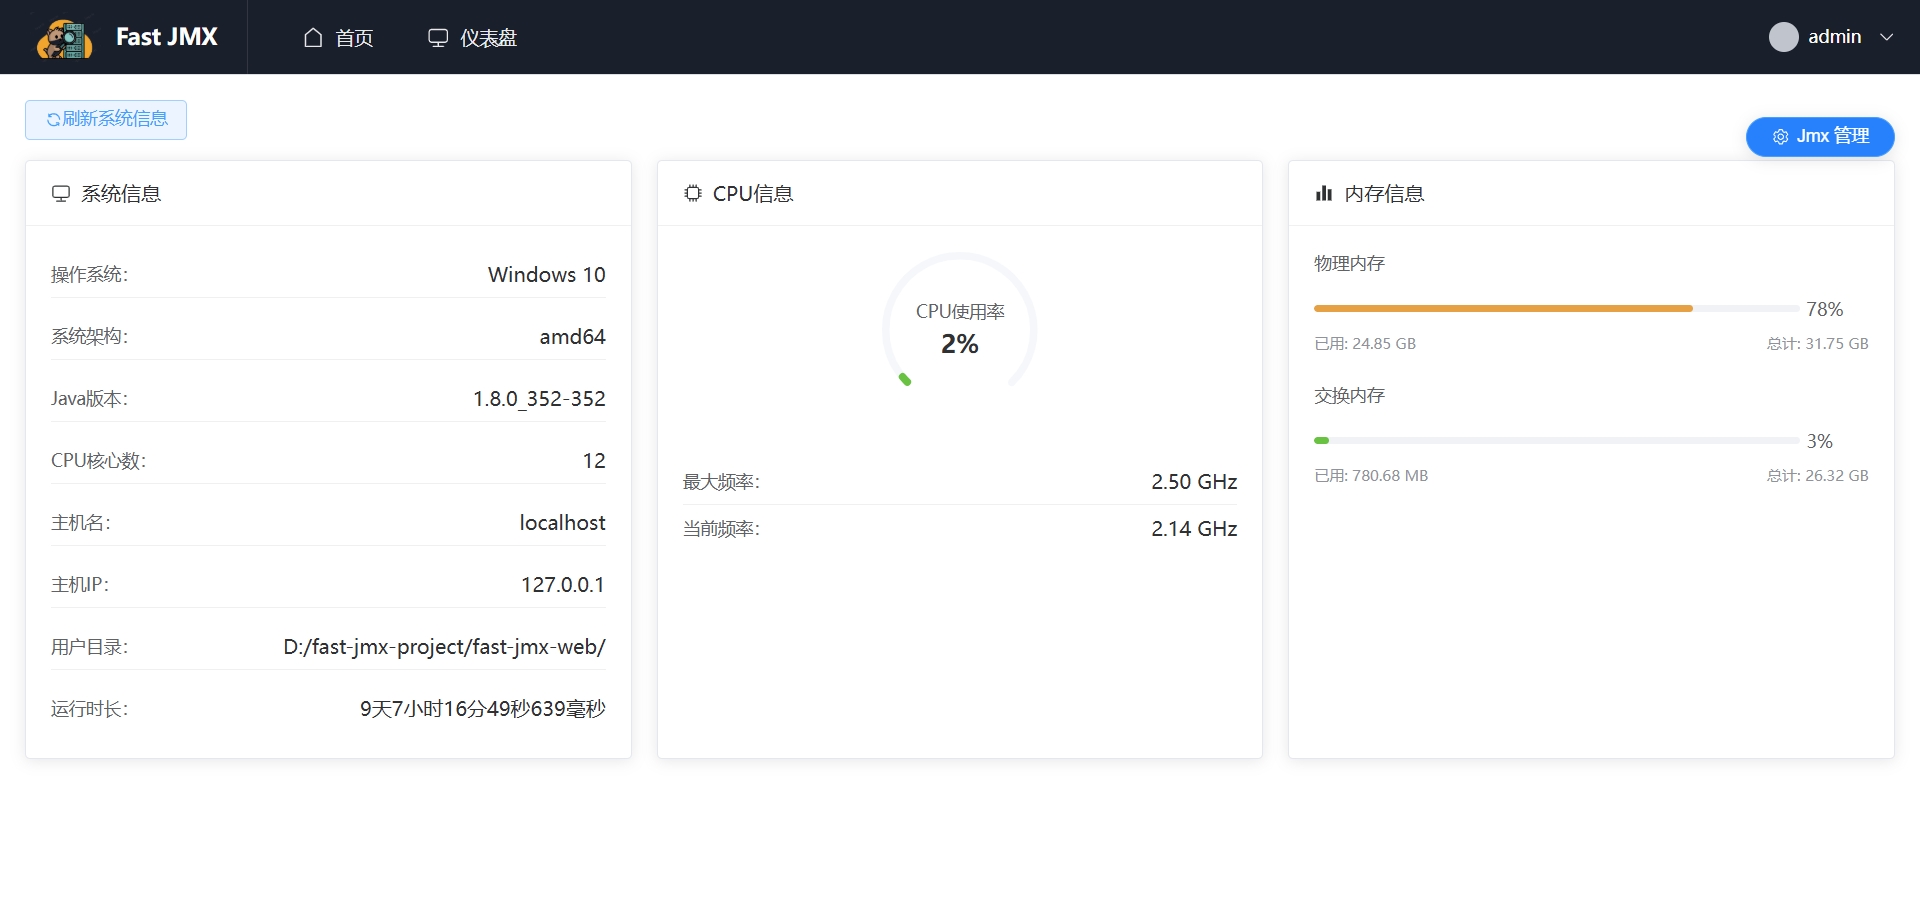 Fast JMX
首页
仪表盘
admin
刷新系统信息
Jmx 管理
系统信息
操作系统: Windows 10
系统架构: amd64
Java版本: 1.8.0_352-352
CPU核心数: 12
主机名: localhost
主机IP: 127.0.0.1
用户目录: D:/fast-jmx-project/fast-jmx-web/
运行时长: 9天7小时16分49秒639毫秒
CPU信息
CPU使用率
2%
最大频率: 2.50 GHz
当前频率: 2.14 GHz
内存信息
物理内存
78%
已用: 24.85 GB 总计: 31.75 GB
交换内存
3%
已用: 780.68 MB 总计: 26.32 GB